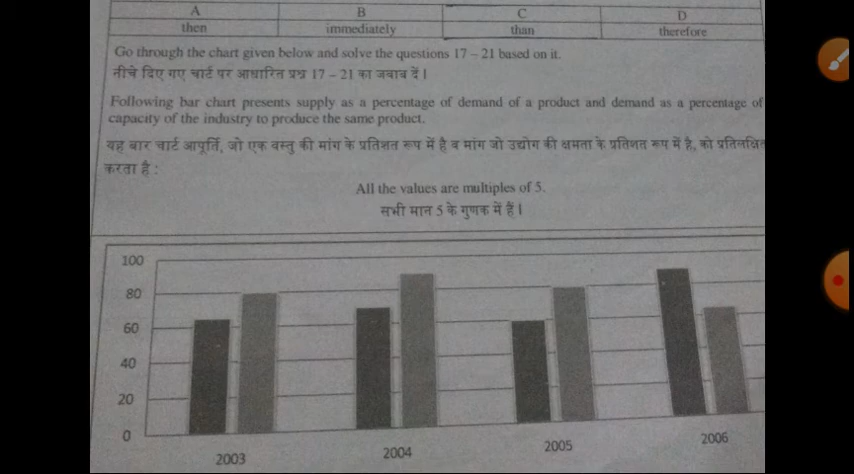 A B C D
then immediately than therefore
Go through the chart given below and solve the questions 17 – 21 based on it.
नीचे दिए गए चार्ट पर आधारित प्रश्न 17 – 21 का जवाब दें।
Following bar chart presents supply as a percentage of demand of a product and demand as a percentage of
capacity of the industry to produce the same product.
यह बार चार्ट आपूर्ति, जो एक वस्तु की मांग के प्रतिशत रूप में है व मांग जो उद्योग की क्षमता के प्रतिशत रूप में है, को प्रतिलक्षित
करता है :
All the values are multiples of 5.
सभी मान 5 के गुणक में हैं।
100
80
60
40
20
0
2003 2004 2005 2006